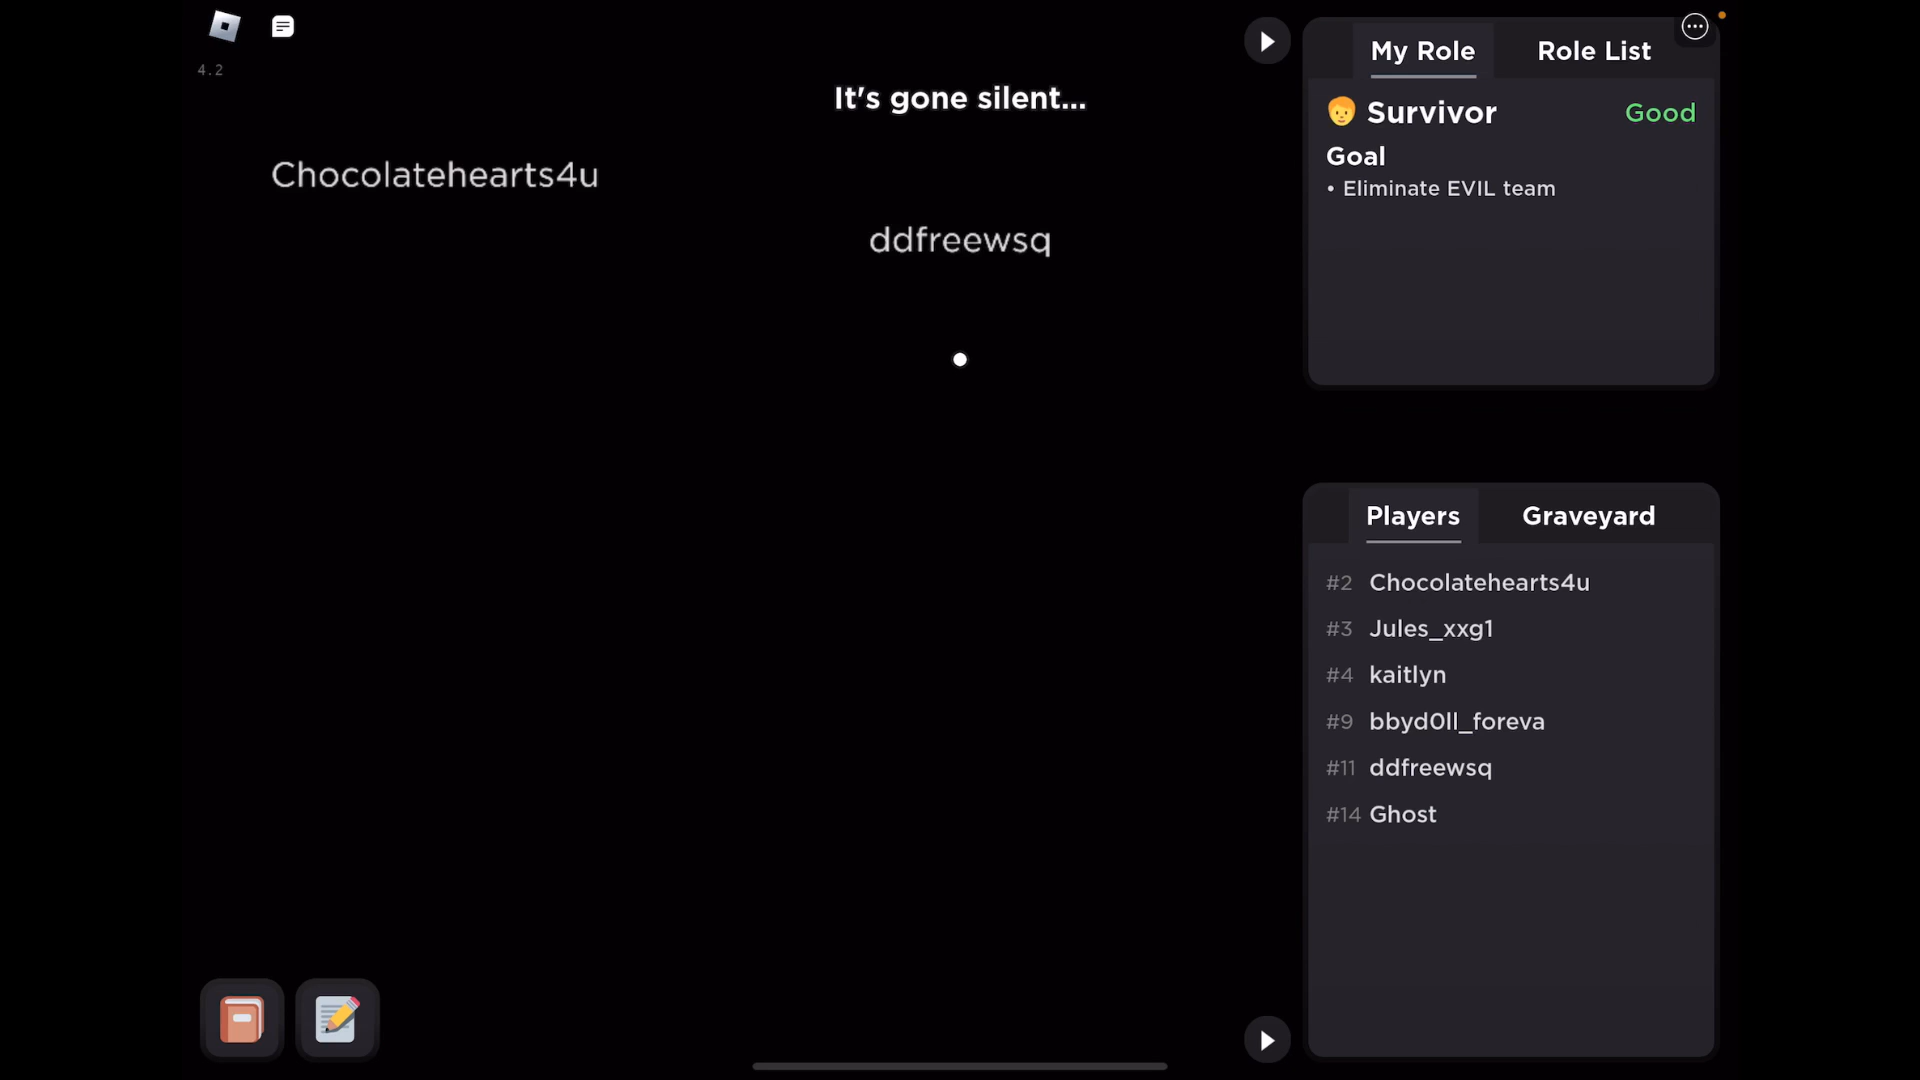 4.2
It's gone silent...
Chocolatehearts4u
ddfreewsq
My Role
Role List
Survivor
Good
Goal
• Eliminate EVIL team
Players
Graveyard
#2 Chocolatehearts4u
#3 Jules_xxg1
#4 kaitlyn
#9 bbyd0ll_foreva
#11 ddfreewsq
#14 Ghost